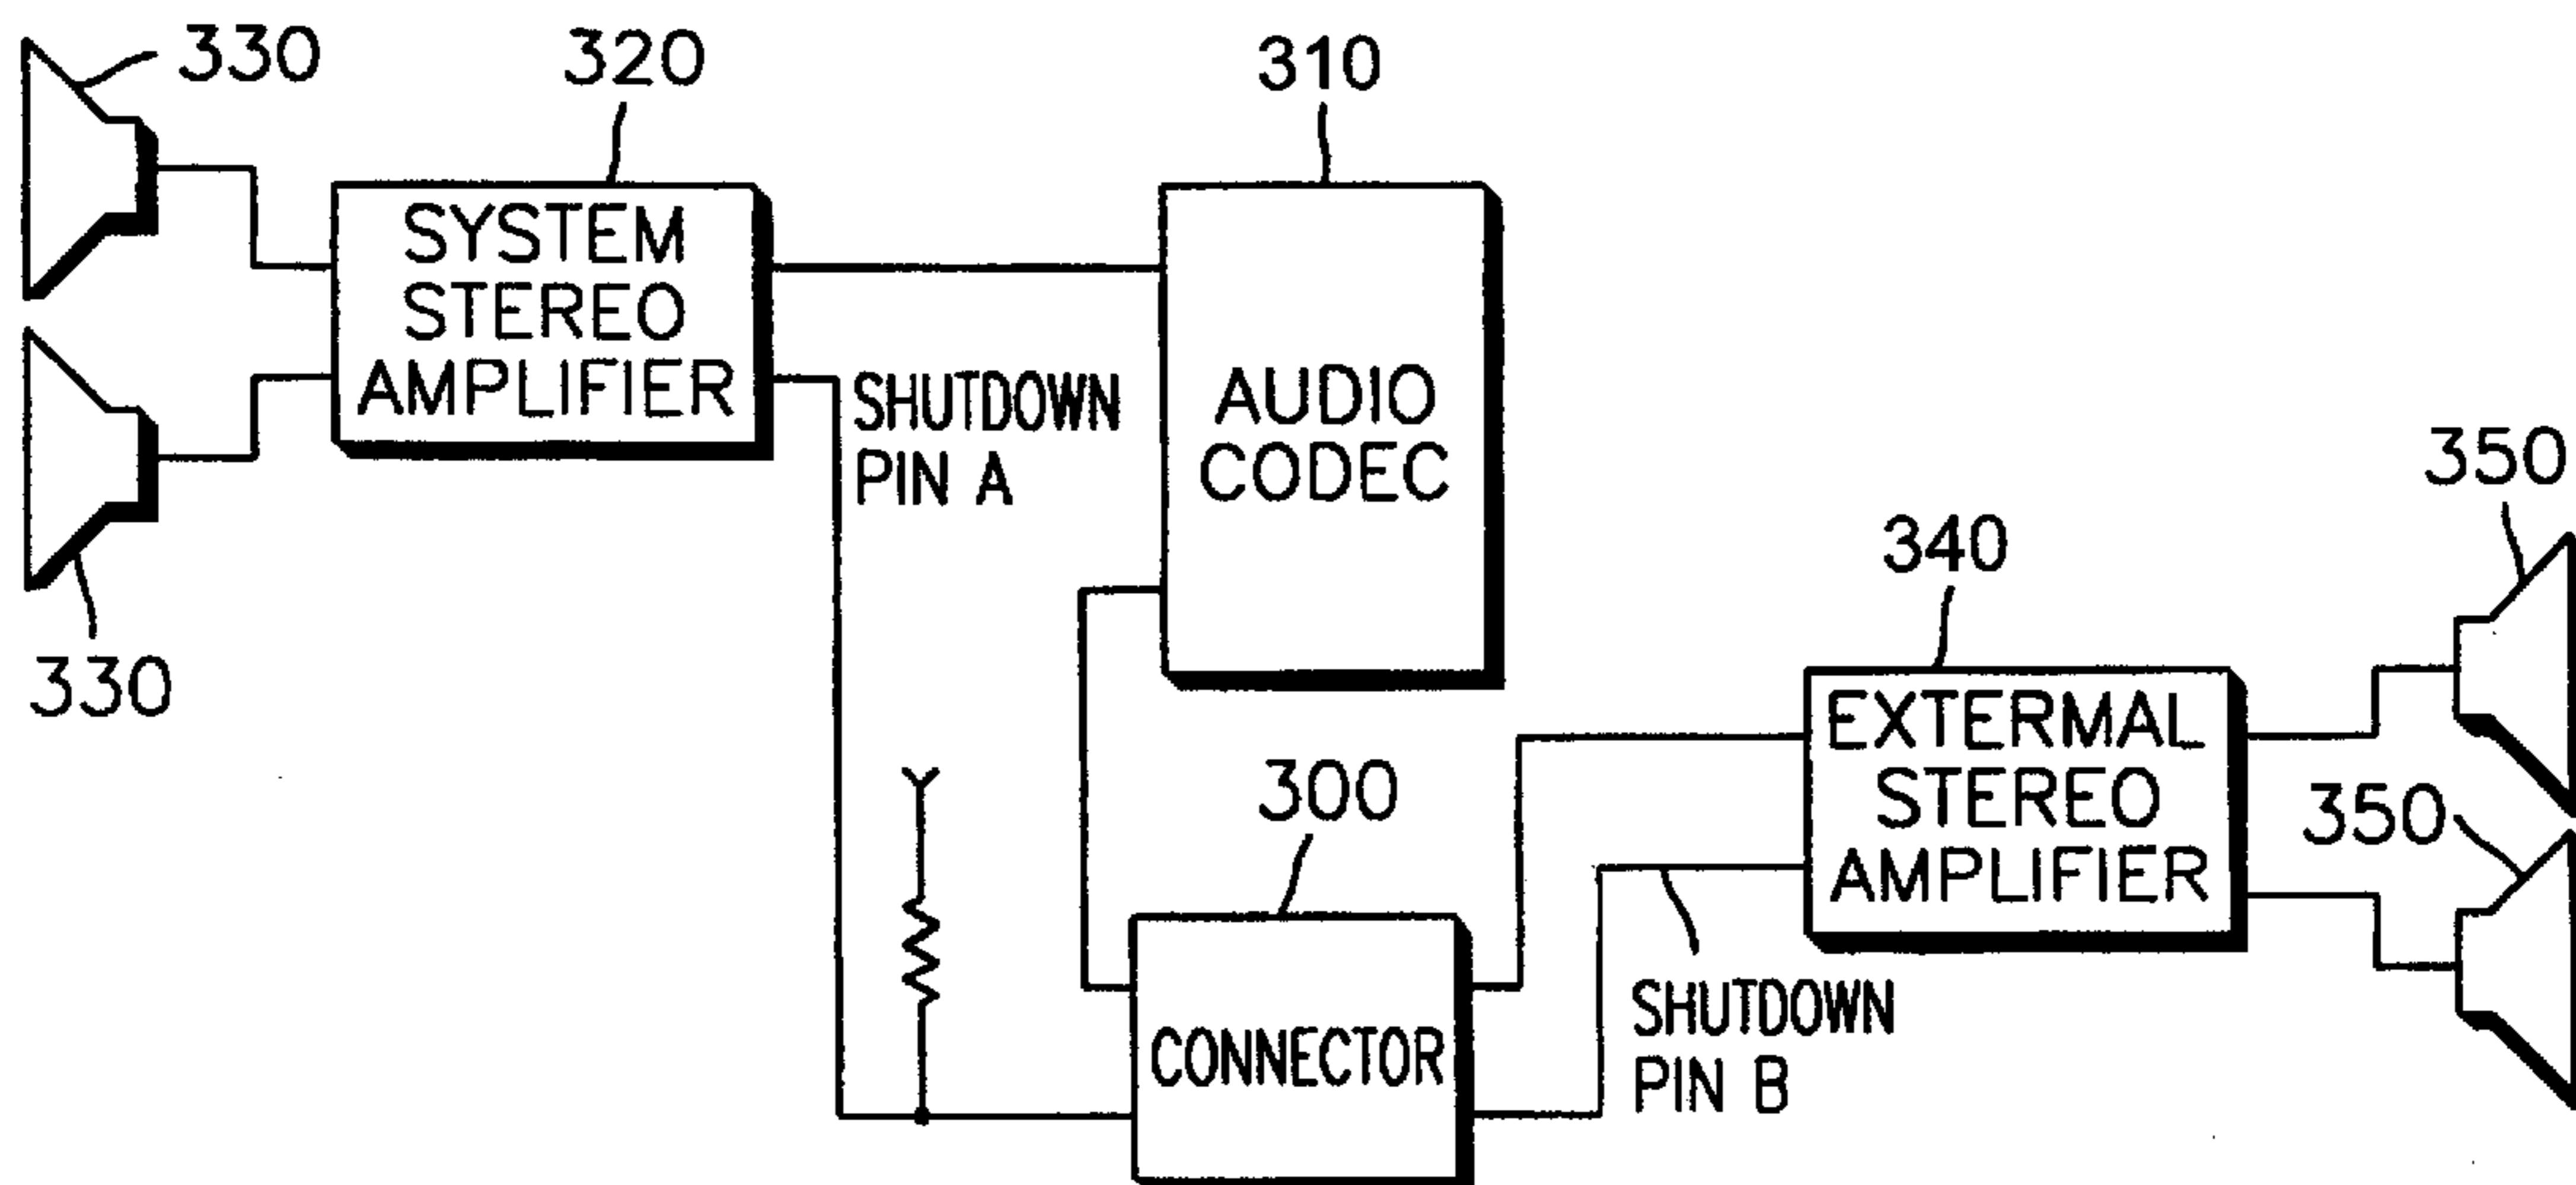 330
320
310
SYSTEM
STEREO
AMPLIFIER
SHUTDOWN
PIN A
AUDIO
CODEC
330
350
340
EXTERMAL
STEREO
AMPLIFIER
350
300
CONNECTOR
SHUTDOWN
PIN B